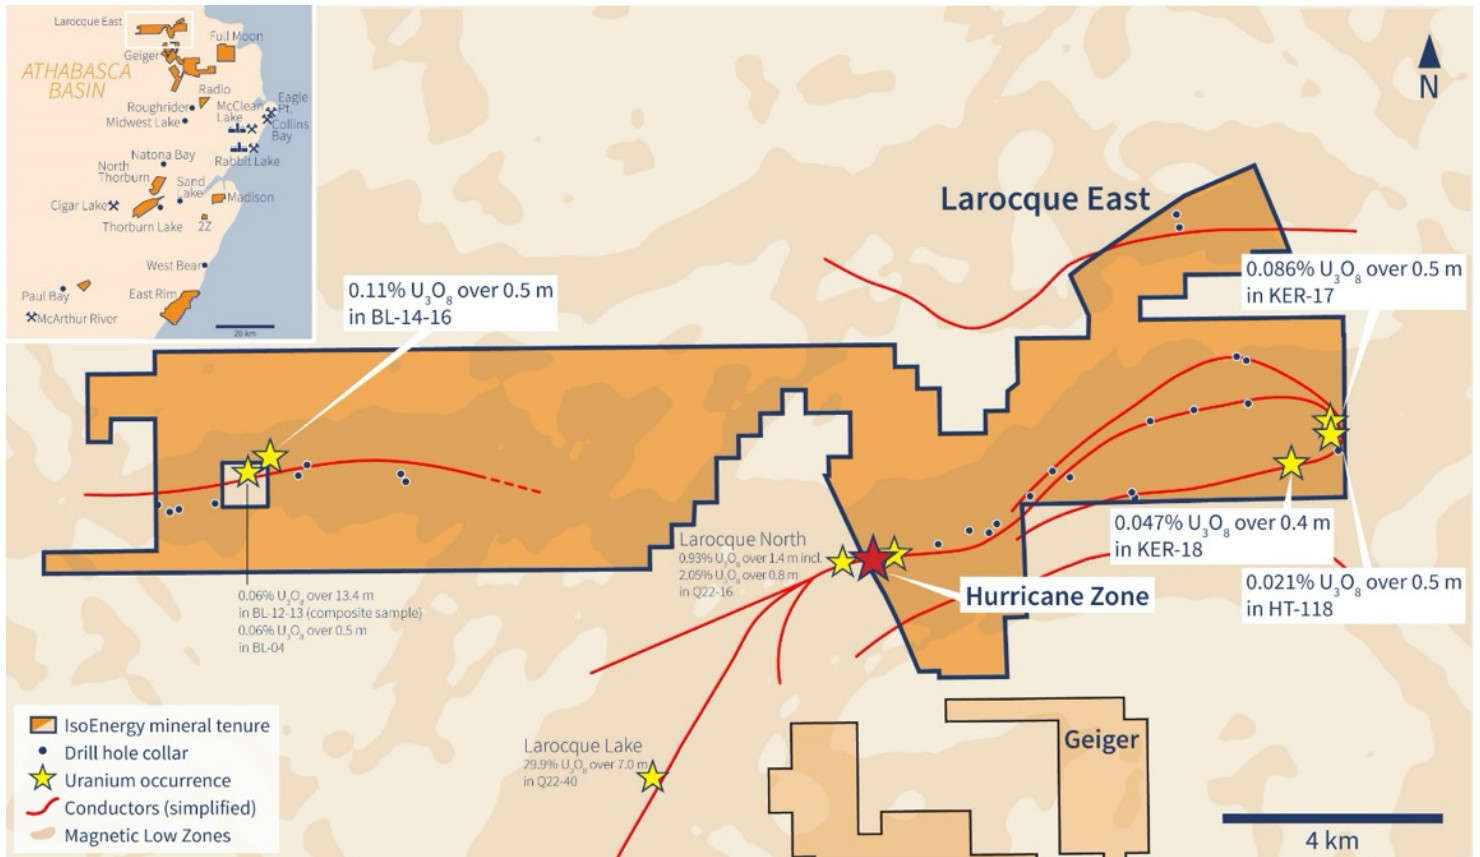 Larocque East
Full Moon
Geiger
ATHABASCA
BASIN
Radio
Eagle
Pt.
Roughrider
McClean
Lake
Midwest Lake
Collins
Bay
Rabbit Lake
Natona Bay
North
Thorburn
Sand
Lake
Madison
Cigar Lake
Thorburn Lake
2Z
West Bear
Paul Bay
East Rim
McArthur River
20 km
N
Larocque East
0.11% U3O8 over 0.5 m
in BL-14-16
0.086% U3O8 over 0.5 m
in KER-17
0.047% U3O8 over 0.4 m
in KER-18
0.021% U3O8 over 0.5 m
in HT-118
Larocque North
0.93% U3O8 over 1.4 m incl.
2.05% U3O8 over 0.8 m
in Q22-16
Hurricane Zone
0.06% U3O8 over 13.4 m
in BL-12-13 (composite sample)
0.06% U3O8 over 0.5 m
in BL-04
Larocque Lake
29.9% U3O8 over 7.0 m
in Q22-40
Geiger
IsoEnergy mineral tenure
Drill hole collar
Uranium occurrence
Conductors (simplified)
Magnetic Low Zones
4 km